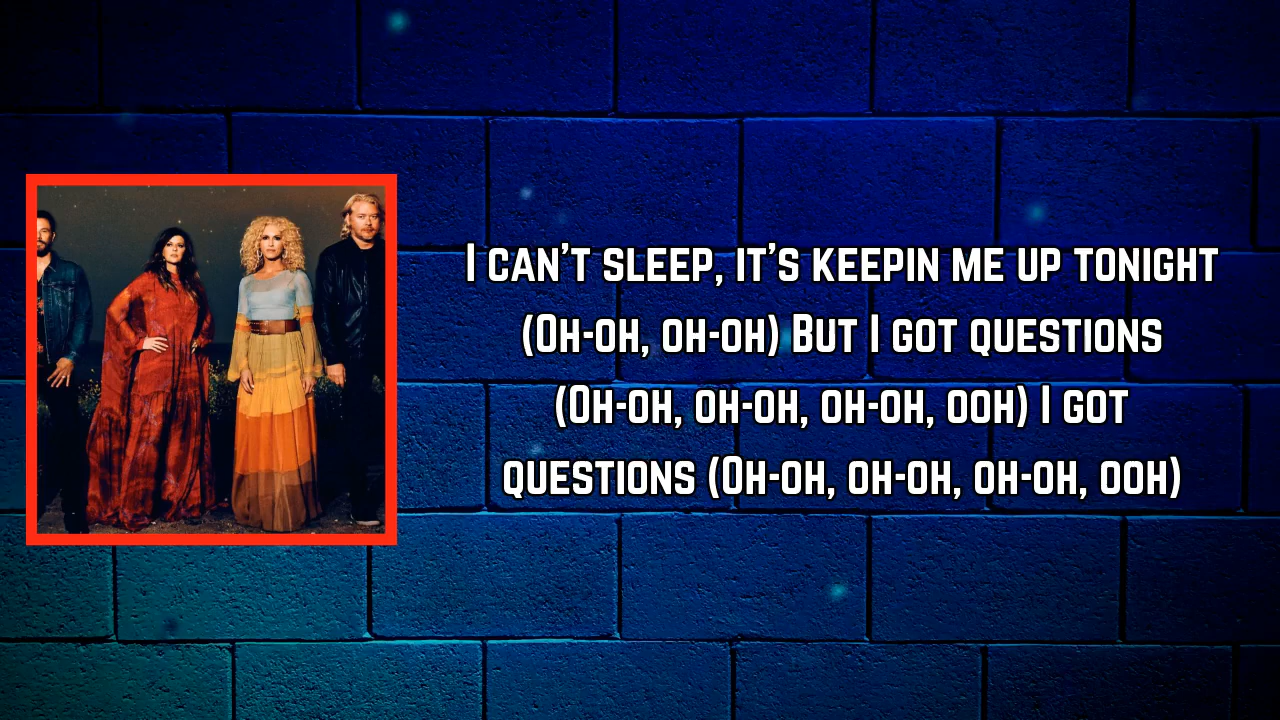 I can't sleep, it's keepin me up tonight
(Oh-oh, oh-oh) But I got questions
(Oh-oh, oh-oh, oh-oh, ooh) I got
questions (Oh-oh, oh-oh, oh-oh, ooh)